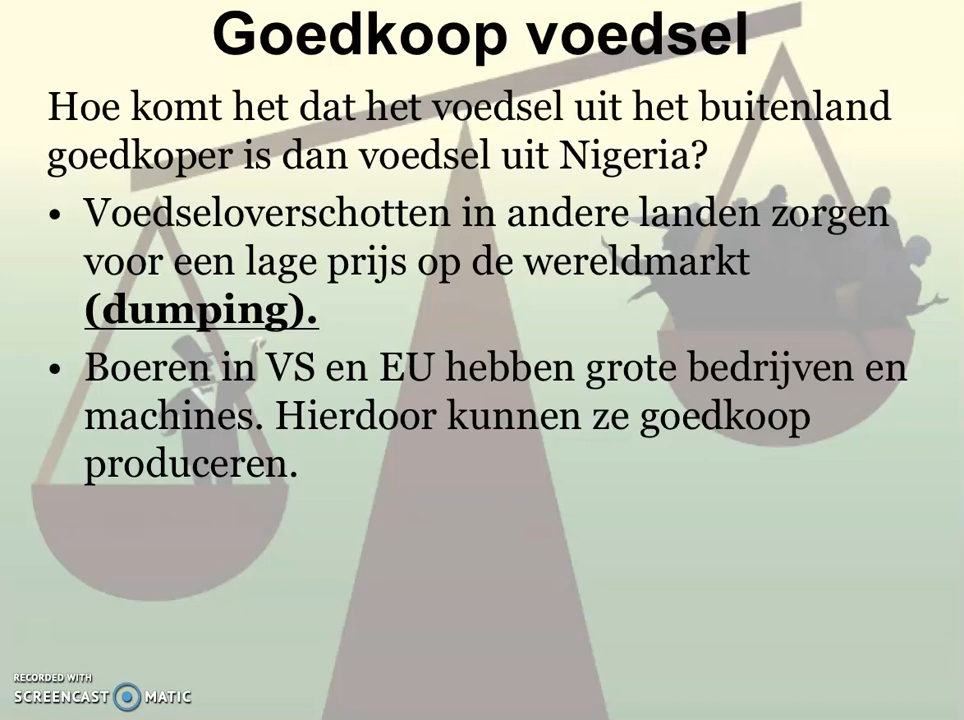 Goedkoop voedsel
Hoe komt het dat het voedsel uit het buitenland
goedkoper is dan voedsel uit Nigeria?
• Voedseloverschotten in andere landen zorgen
voor een lage prijs op de wereldmarkt
(dumping).
• Boeren in VS en EU hebben grote bedrijven en
machines. Hierdoor kunnen ze goedkoop
produceren.
RECORDED WITH
SCREENCAST MATIC